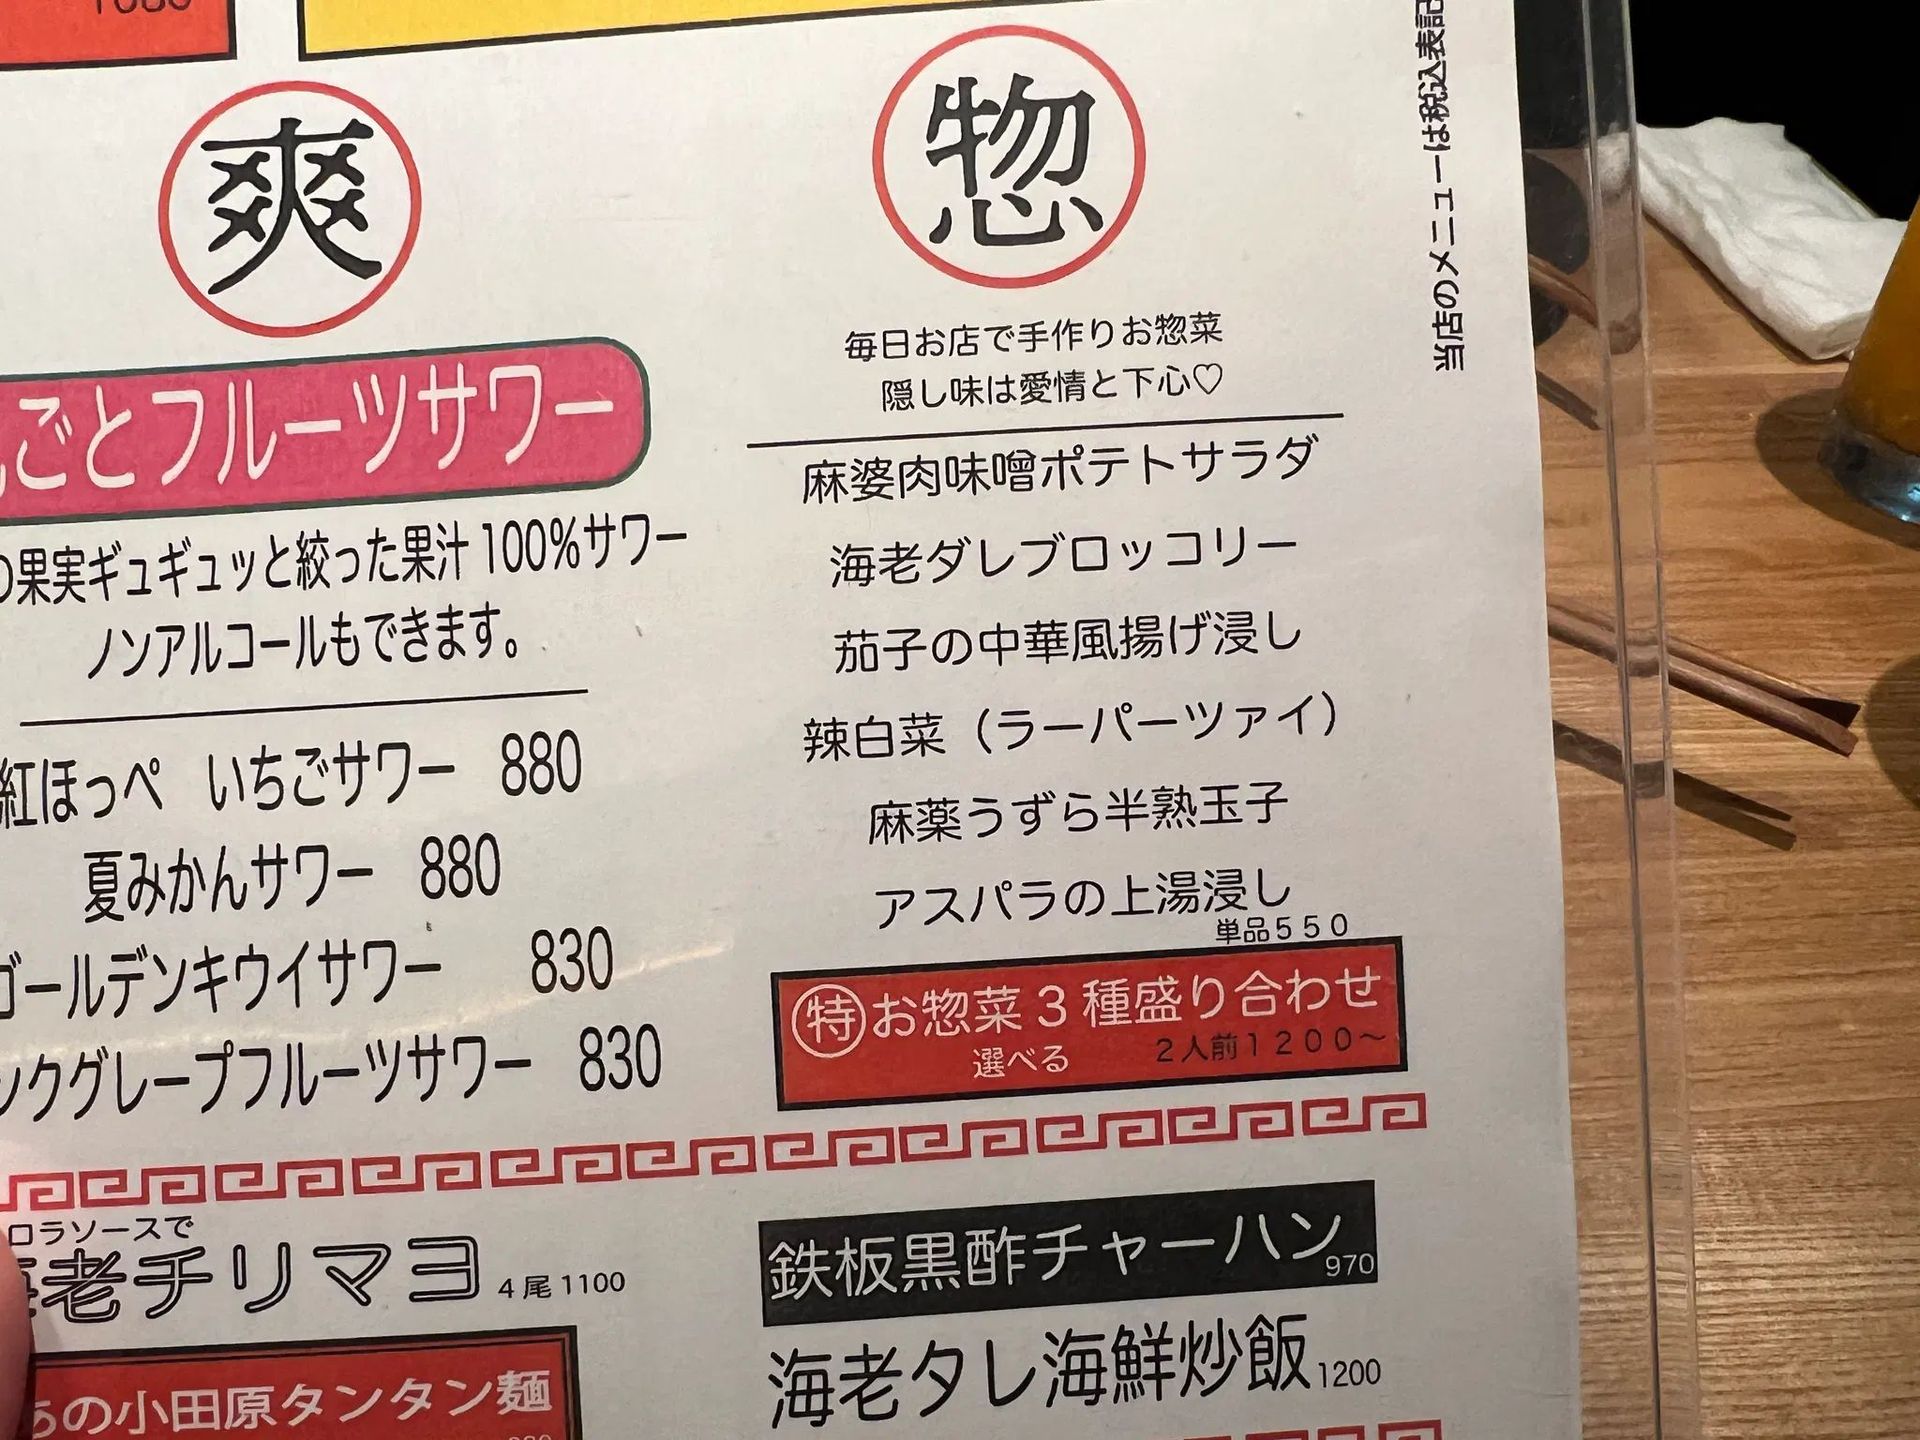 爽
ごとフルーツサワー
の果実ギュギュッと絞った果汁100%サワー
ノンアルコールもできます。
紅ほっぺ いちごサワー 880
夏みかんサワー 880
ゴールデンキウイサワー 830
ンクグレープフルーツサワー 830
惣
毎日お店で手作りお惣菜
隠し味は愛情と下心♡
麻婆肉味噌ポテトサラダ
海老ダレブロッコリー
茄子の中華風揚げ浸し
辣白菜（ラーパーツァイ）
麻薬うずら半熟玉子
アスパラの上湯浸し
単品５５０
特 お惣菜３種盛り合わせ
選べる ２人前１２００～
ロラソースで
海老チリマヨ 4尾1100
の小田原タンタン麺
鉄板黒酢チャーハン 970
海老タレ海鮮炒飯 1200
当店のメニューは税込表記